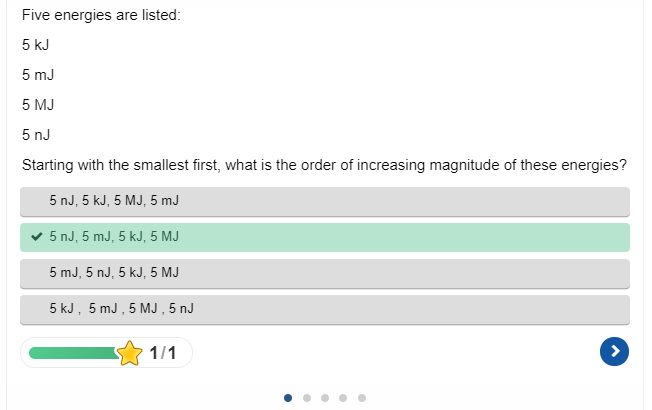 Five energies are listed:
5 kJ
5 mJ
5 MJ
5 nJ
Starting with the smallest first, what is the order of increasing magnitude of these energies?
5 nJ, 5 kJ, 5 MJ, 5 mJ
5 nJ, 5 mJ, 5 kJ, 5 MJ
5 mJ, 5 nJ, 5 kJ, 5 MJ
5 kJ , 5 mJ , 5 MJ , 5 nJ
1/1